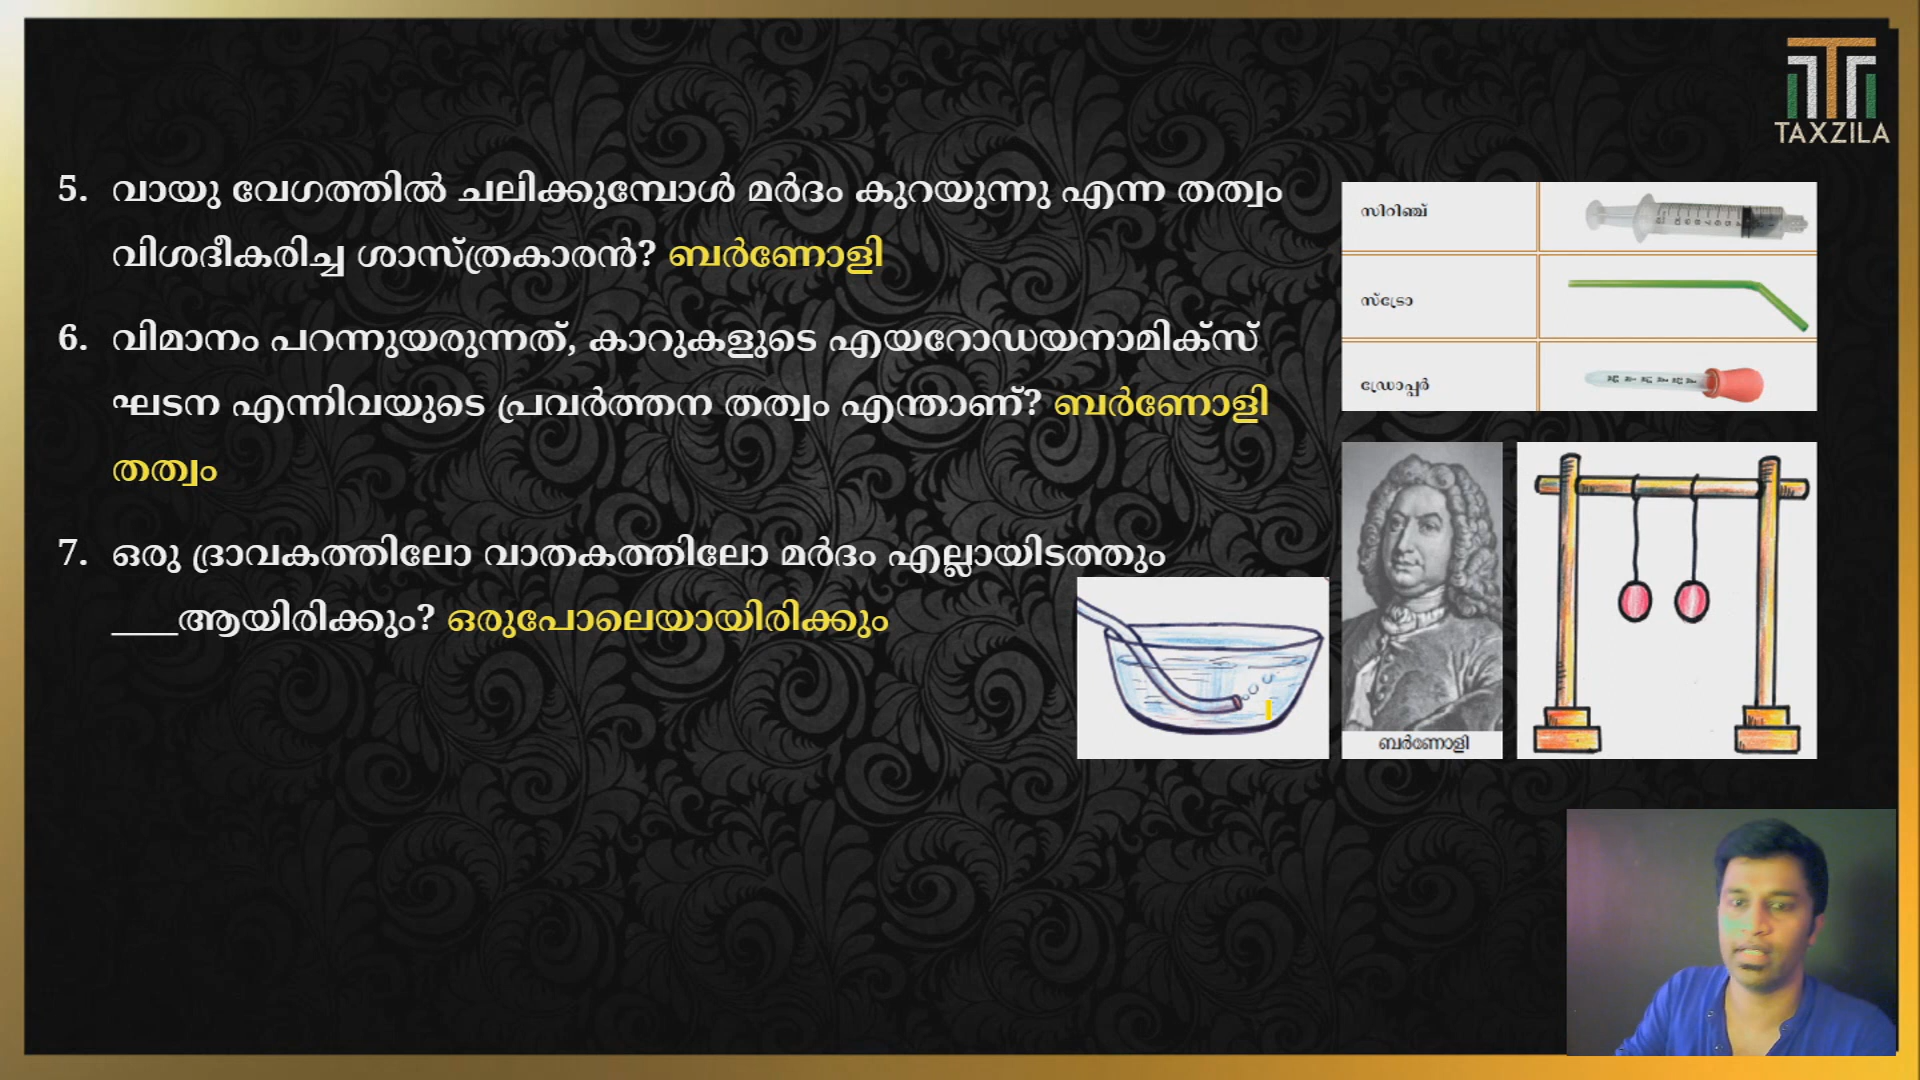 TAXZILA
5. വായു വേഗത്തിൽ ചലിക്കുമ്പോൾ മർദം കുറയുന്നു എന്ന തത്വം
വിശദീകരിച്ച ശാസ്ത്രകാരൻ? ബർണോളി
6. വിമാനം പറന്നുയരുന്നത്, കാറുകളുടെ എയറോഡയനാമിക്സ്
ഘടന എന്നിവയുടെ പ്രവർത്തന തത്വം എന്താണ്? ബർണോളി
തത്വം
7. ഒരു ദ്രാവകത്തിലോ വാതകത്തിലോ മർദം എല്ലായിടത്തും
____ആയിരിക്കും? ഒരുപോലെയായിരിക്കും
സിറിഞ്ച്
സ്ട്രോ
ഡ്രോപ്പർ
ബർണോളി